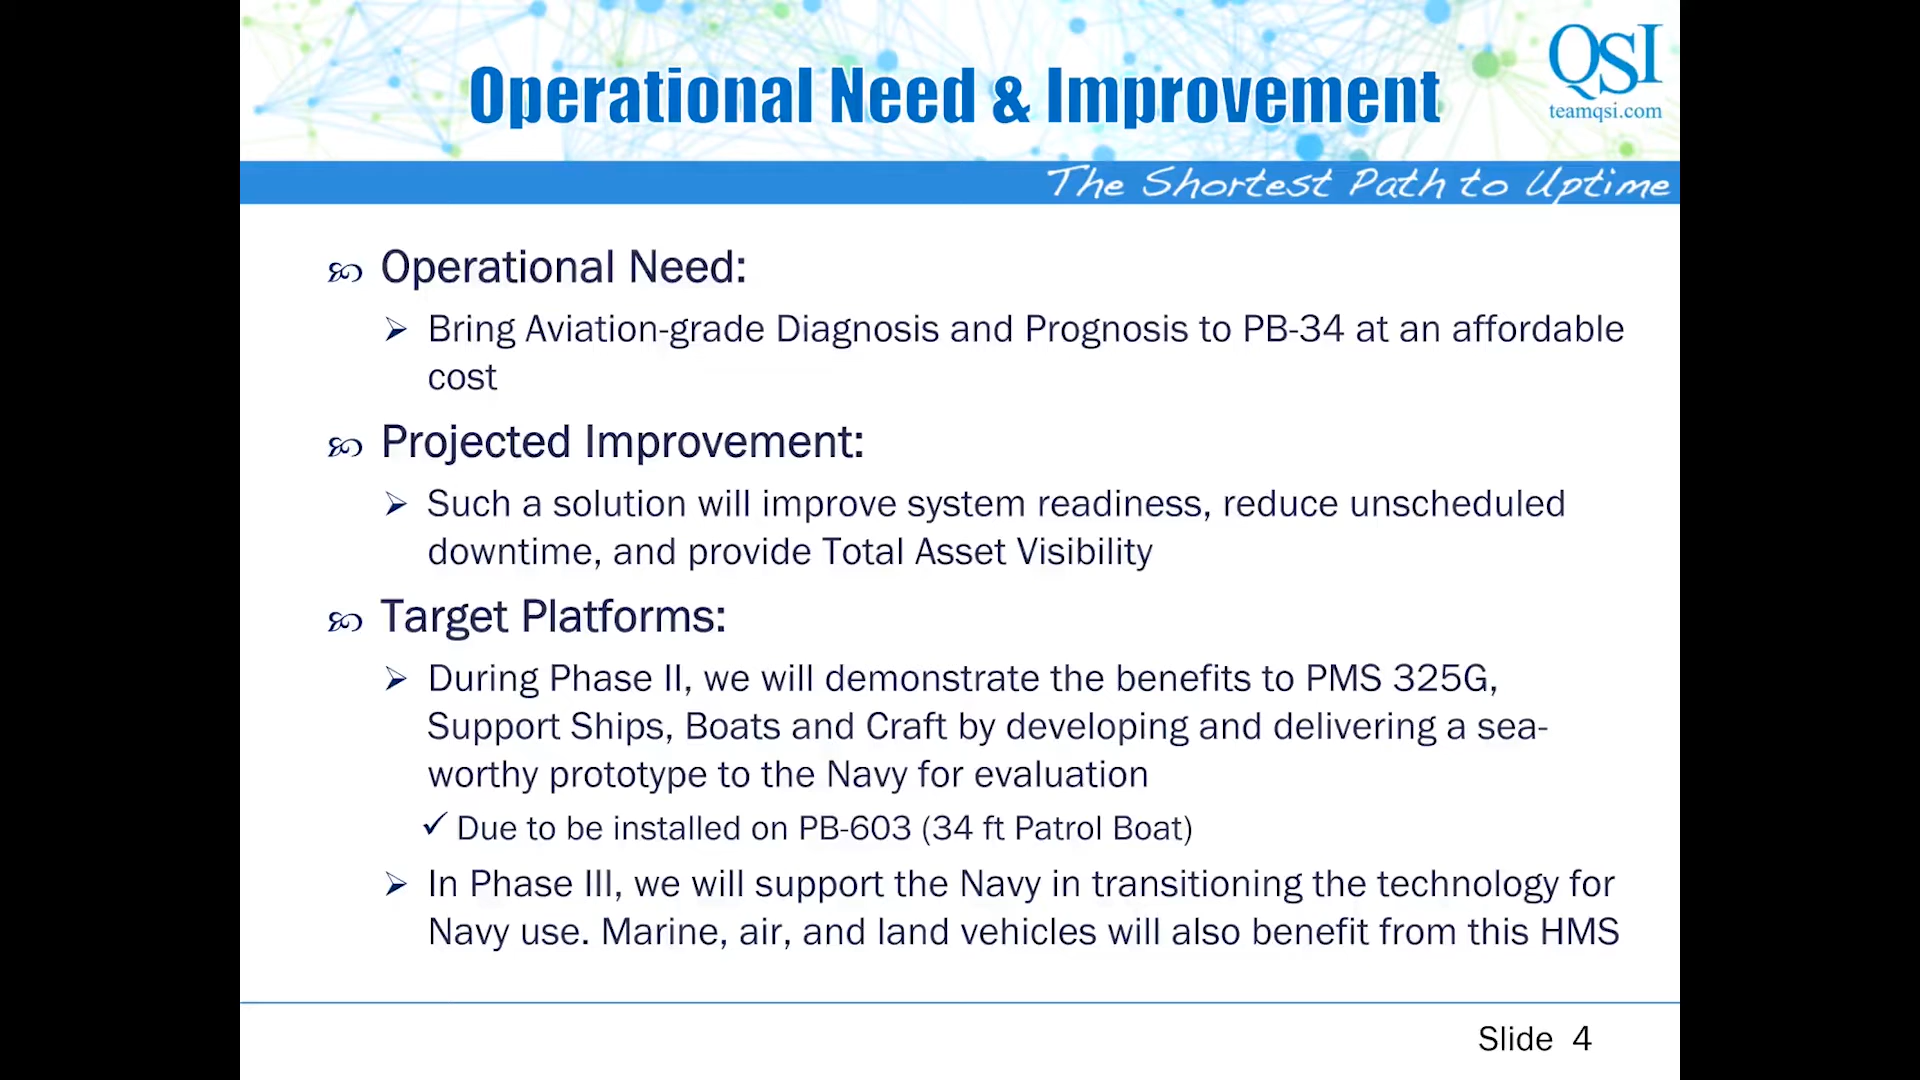 Operational Need & Improvement
QSI
teamqsi.com
The Shortest Path to Uptime
Operational Need:
Bring Aviation-grade Diagnosis and Prognosis to PB-34 at an affordable
cost
Projected Improvement:
Such a solution will improve system readiness, reduce unscheduled
downtime, and provide Total Asset Visibility
Target Platforms:
During Phase II, we will demonstrate the benefits to PMS 325G,
Support Ships, Boats and Craft by developing and delivering a sea-
worthy prototype to the Navy for evaluation
Due to be installed on PB-603 (34 ft Patrol Boat)
In Phase III, we will support the Navy in transitioning the technology for
Navy use. Marine, air, and land vehicles will also benefit from this HMS
Slide 4